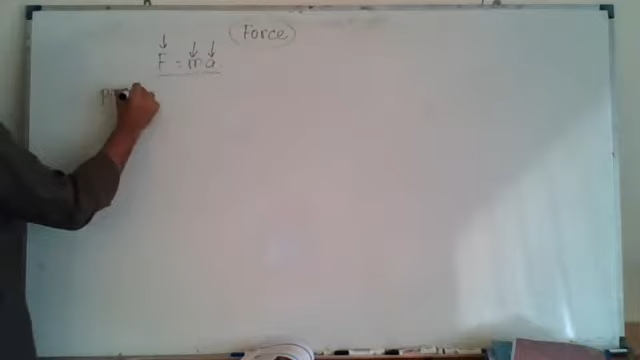 (Force)
F = ma